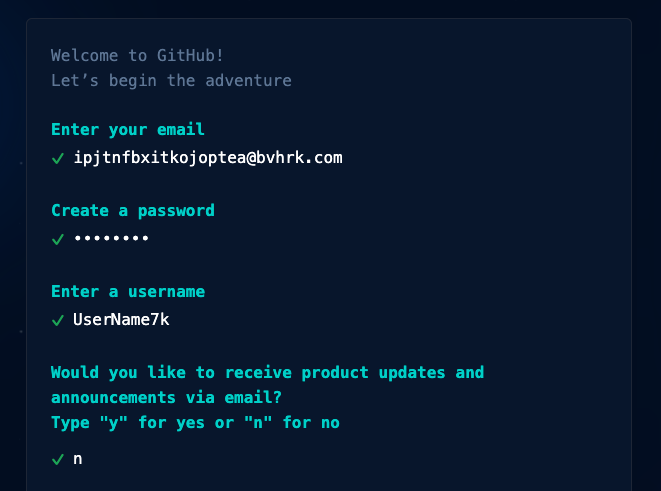 Welcome to GitHub!
Let’s begin the adventure
Enter your email
✓ ipjtnfbxitkojoptea@bvhrk.com
Create a password
✓ ••••••••
Enter a username
✓ UserName7k
Would you like to receive product updates and
announcements via email?
Type "y" for yes or "n" for no
✓ n